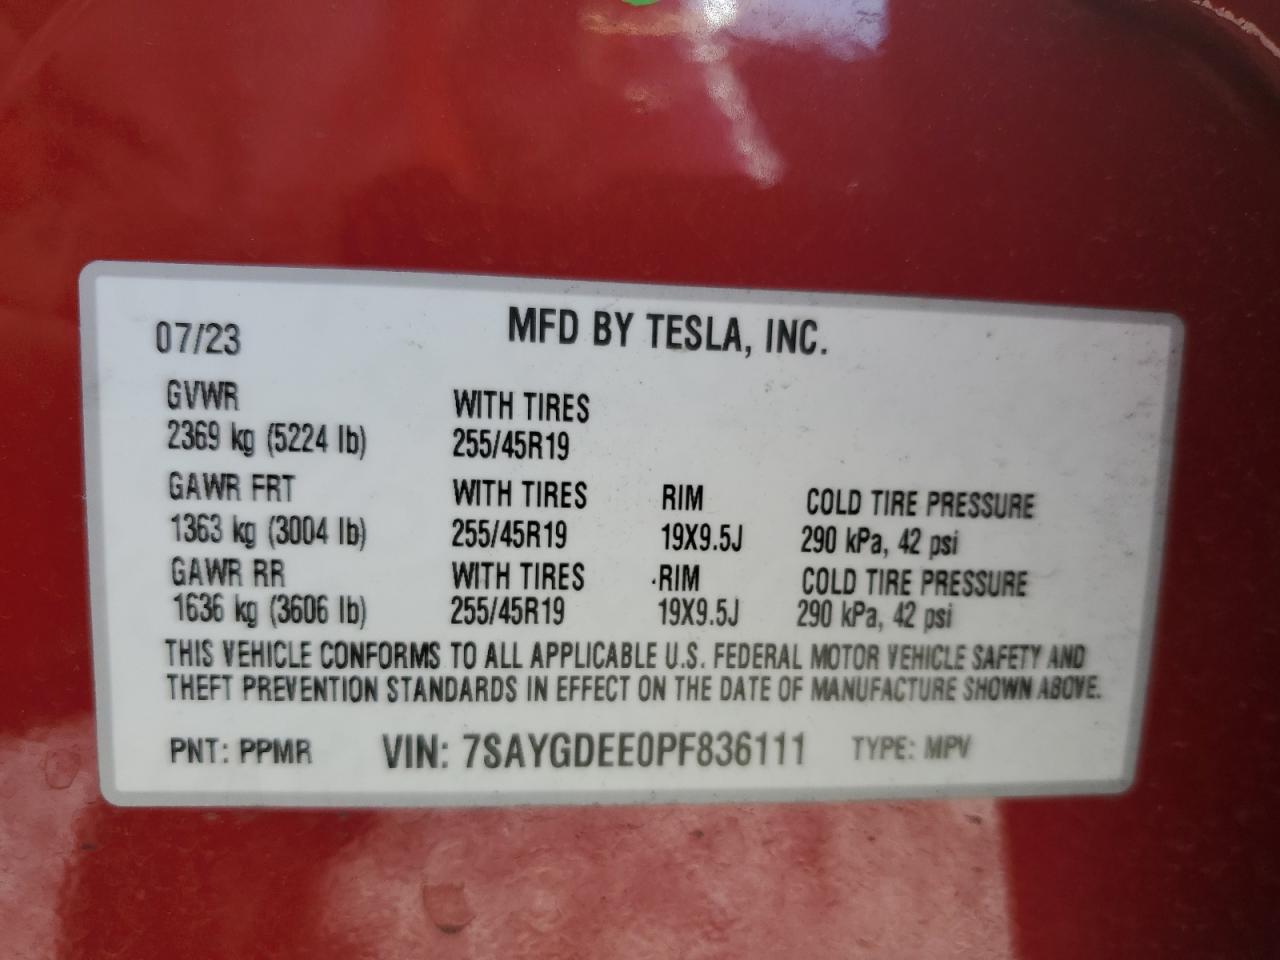 07/23 MFD BY TESLA, INC.
GVWR WITH TIRES
2369 kg (5224 lb) 255/45R19
GAWR FRT WITH TIRES RIM COLD TIRE PRESSURE
1363 kg (3004 lb) 255/45R19 19X9.5J 290 kPa, 42 psi
GAWR RR WITH TIRES RIM COLD TIRE PRESSURE
1636 kg (3606 lb) 255/45R19 19X9.5J 290 kPa, 42 psi
THIS VEHICLE CONFORMS TO ALL APPLICABLE U.S. FEDERAL MOTOR VEHICLE SAFETY AND
THEFT PREVENTION STANDARDS IN EFFECT ON THE DATE OF MANUFACTURE SHOWN ABOVE.
PNT: PPMR VIN: 7SAYGDEE0PF836111 TYPE: MPV